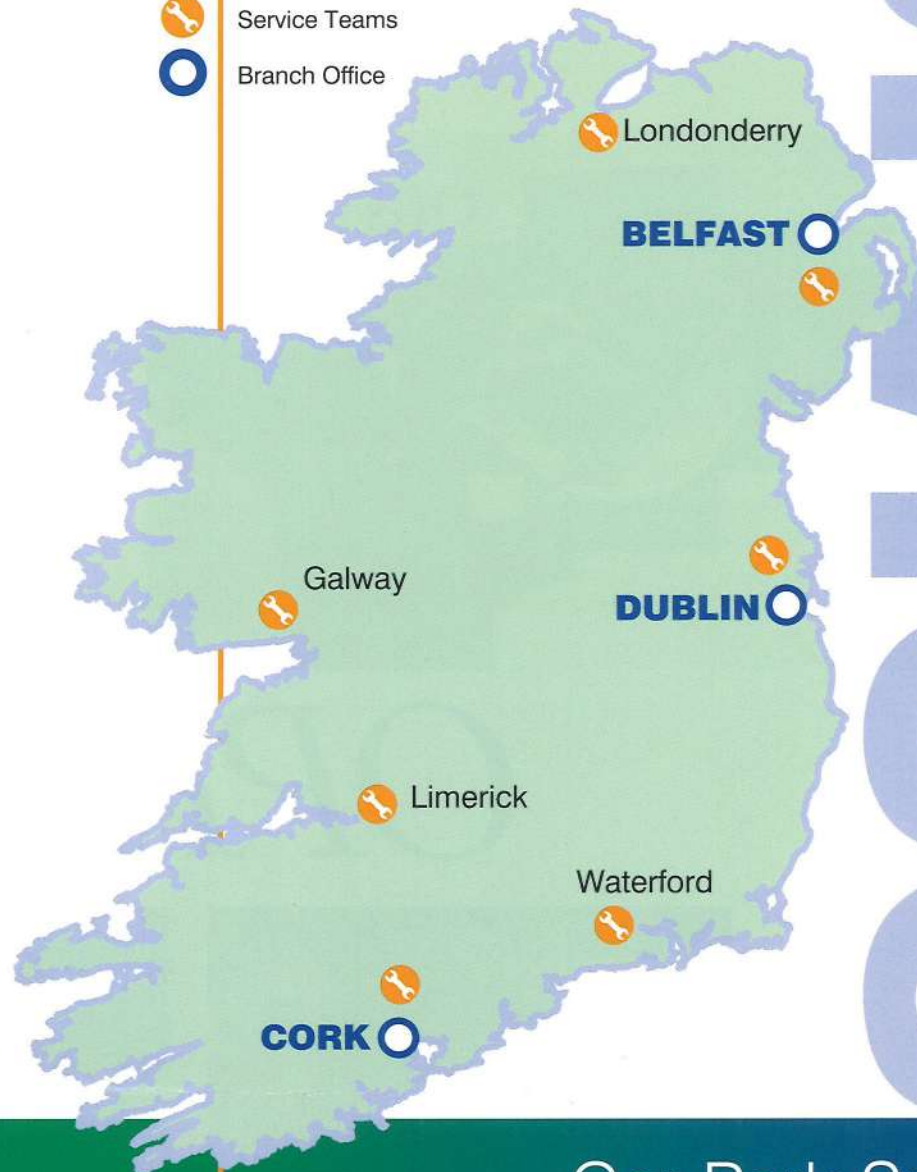 Service Teams
Branch Office
Londonderry
BELFAST
Galway
DUBLIN
Limerick
Waterford
CORK